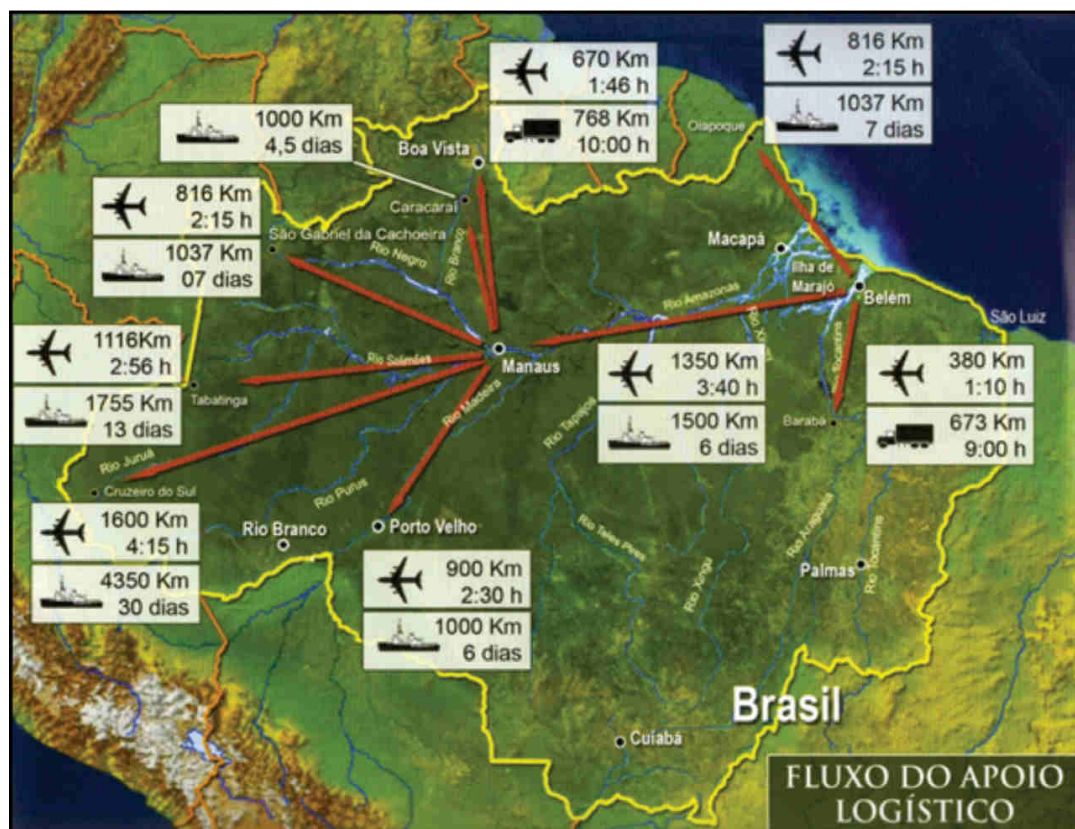 670 Km
1:46 h
768 Km
10:00 h
816 Km
2:15 h
1037 Km
7 dias
1000 Km
4,5 dias
Oiapoque
Boa Vista
Caracaraí
816 Km
2:15 h
1037 Km
07 dias
São Gabriel da Cachoeira
Rio Negro
Rio Branco
Macapá
Ilha de
Marajó
Belém
Rio Amazonas
São Luiz
Rio Xingu
Rio Tocantins
Manaus
Rio Solimões
Rio Madeira
1116Km
2:56 h
1755 Km
13 dias
Tabatinga
1350 Km
3:40 h
1500 Km
6 dias
380 Km
1:10 h
673 Km
9:00 h
Barabá
Rio Tapajós
Rio Juruá
Cruzeiro do Sul
Rio Purus
1600 Km
4:15 h
4350 Km
30 dias
Rio Branco
Porto Velho
900 Km
2:30 h
1000 Km
6 dias
Rio Teles Pires
Rio Xingu
Rio Araguaia
Rio Tocantins
Palmas
Brasil
Cuíabá
FLUXO DO APOIO
LOGÍSTICO